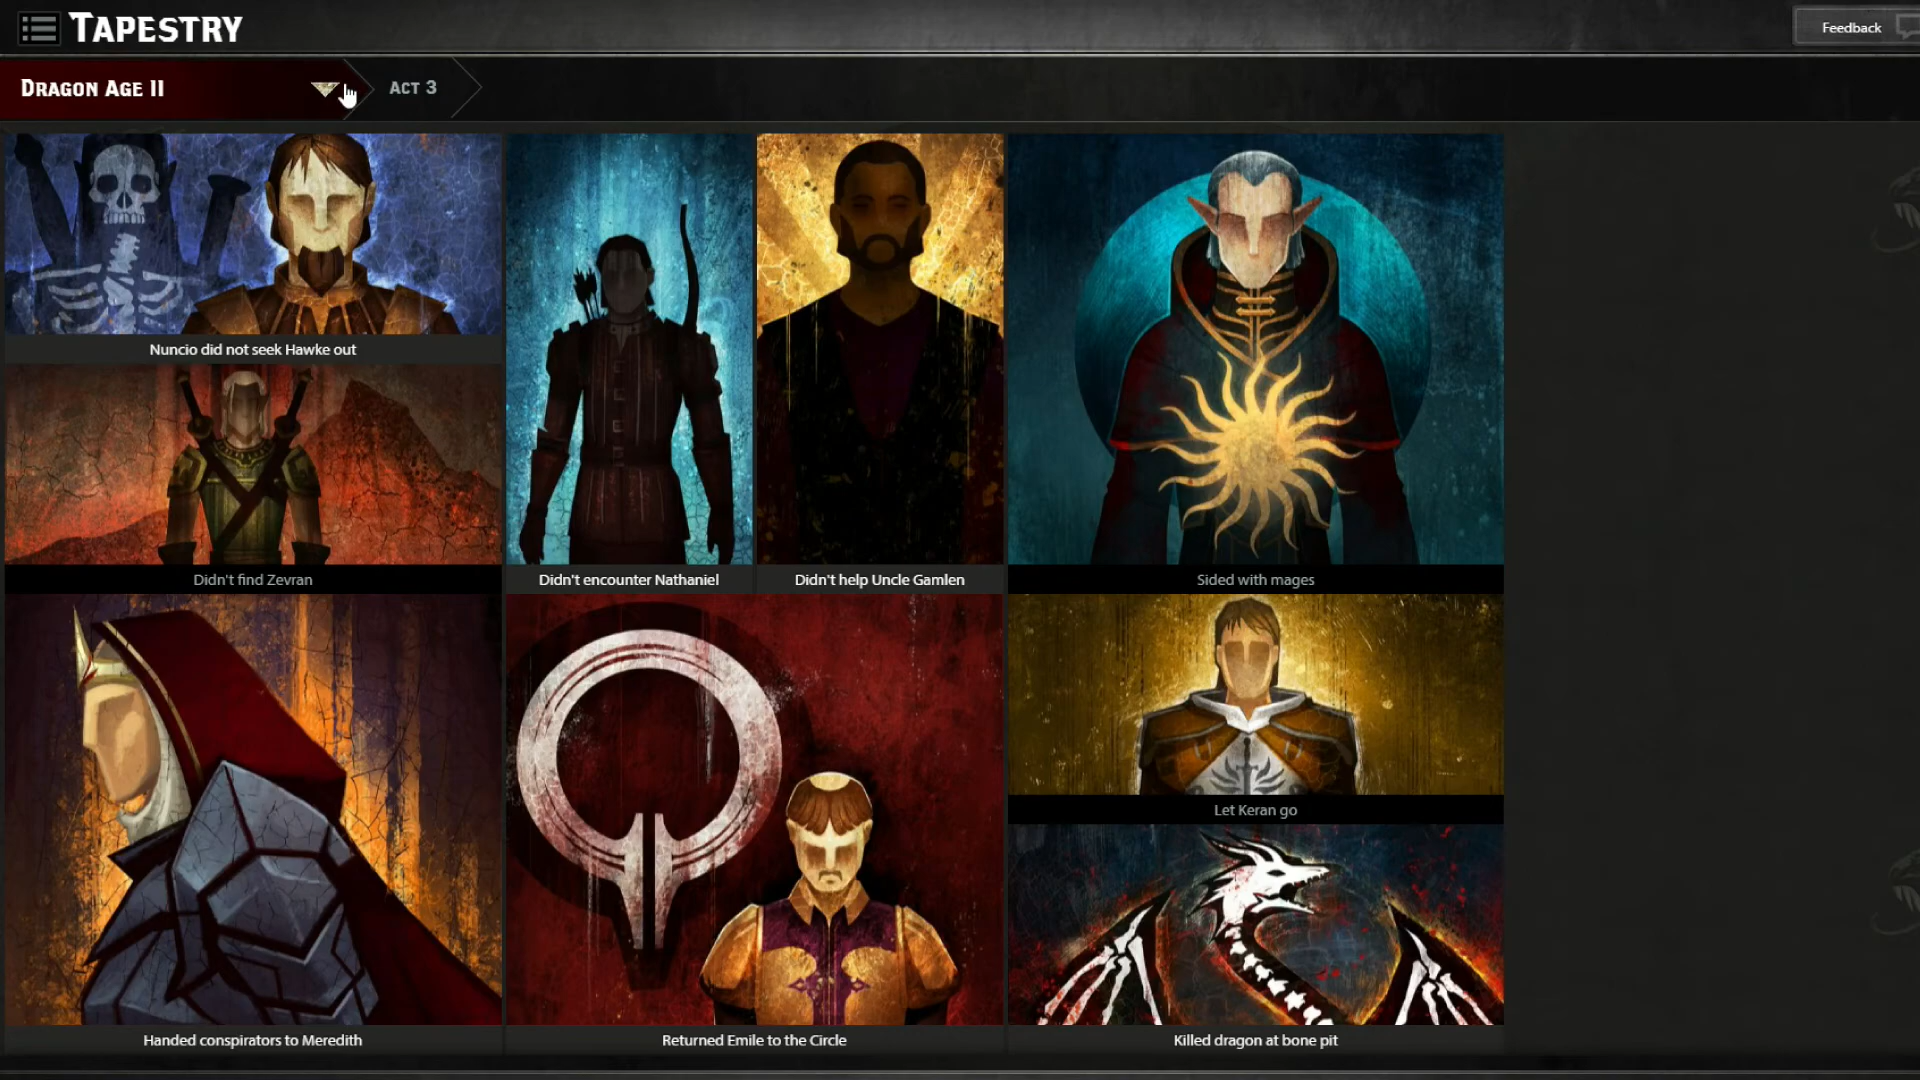 TAPESTRY
Feedback
DRAGON AGE II
ACT 3
Nuncio did not seek Hawke out
Didn't find Zevran
Didn't encounter Nathaniel
Didn't help Uncle Gamlen
Sided with mages
Let Keran go
Handed conspirators to Meredith
Returned Emile to the Circle
Killed dragon at bone pit